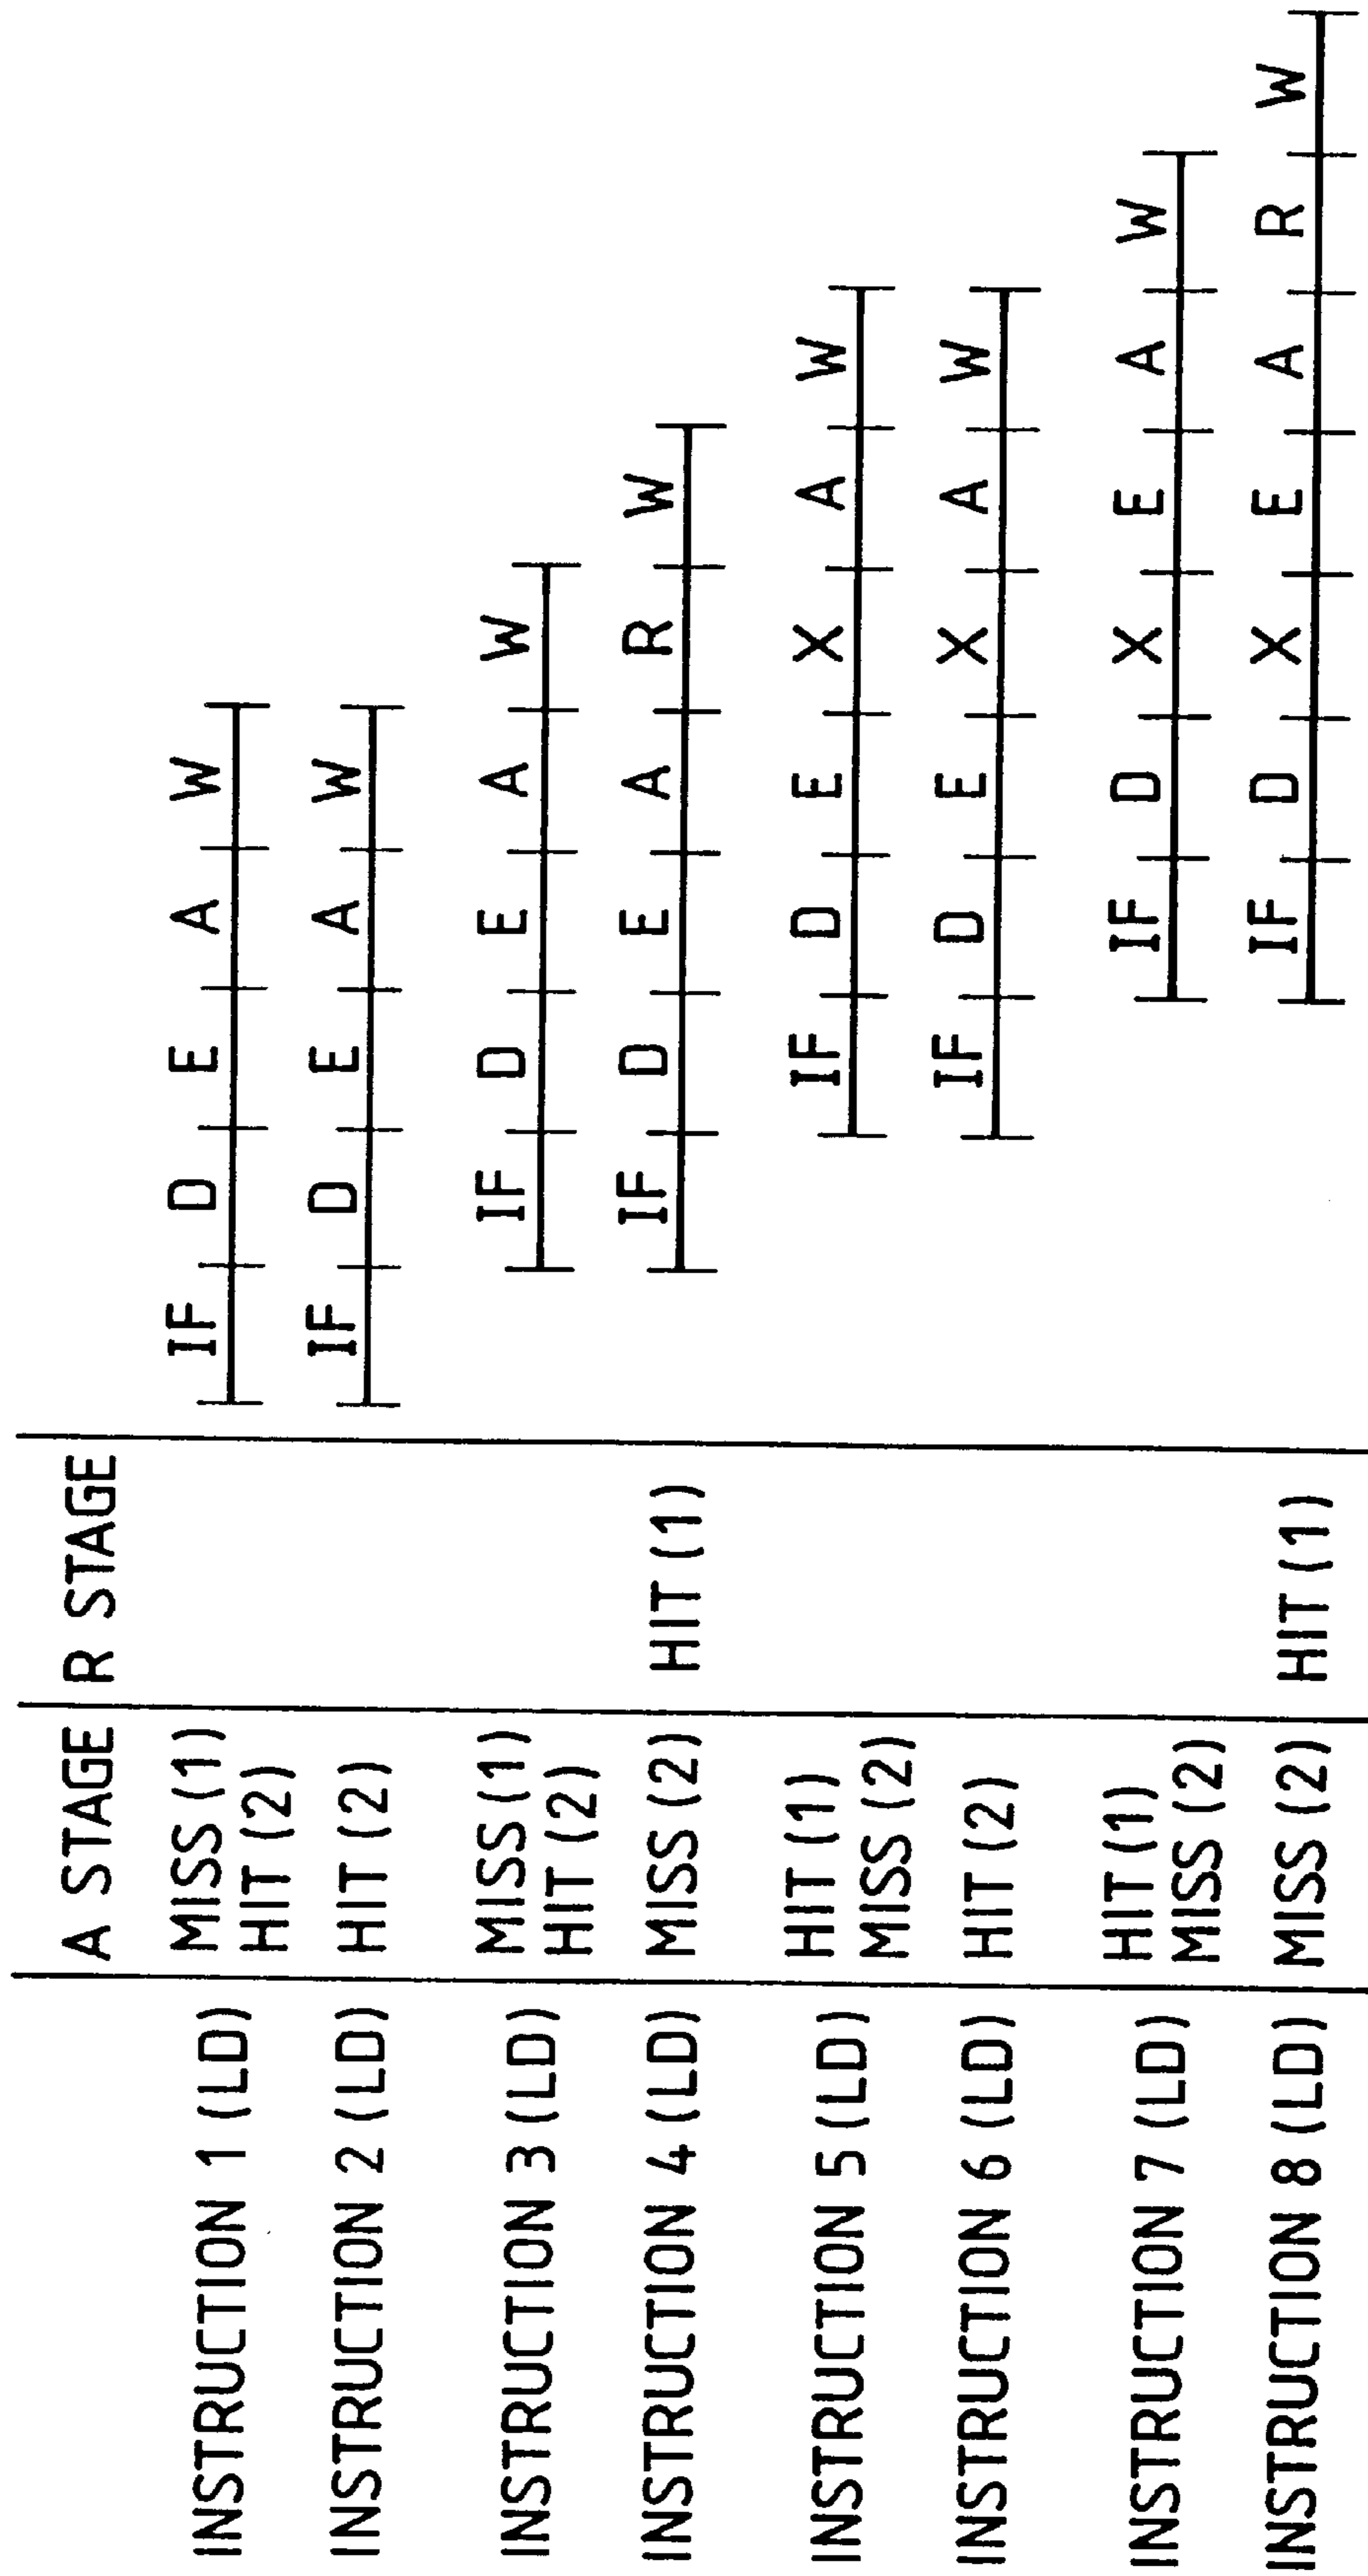 A STAGE R STAGE
INSTRUCTION 1 (LD) MISS (1) IF D E A W
HIT (2)
INSTRUCTION 2 (LD) HIT (2) IF D E A W
INSTRUCTION 3 (LD) MISS (1) IF D E A W
HIT (2)
INSTRUCTION 4 (LD) MISS (2) HIT (1) IF D E A R W
INSTRUCTION 5 (LD) HIT (1) IF D E X A W
MISS (2)
INSTRUCTION 6 (LD) HIT (2) IF D E X A W
INSTRUCTION 7 (LD) HIT (1) IF D X E A W
MISS (2)
INSTRUCTION 8 (LD) MISS (2) HIT (1) IF D X E A R W